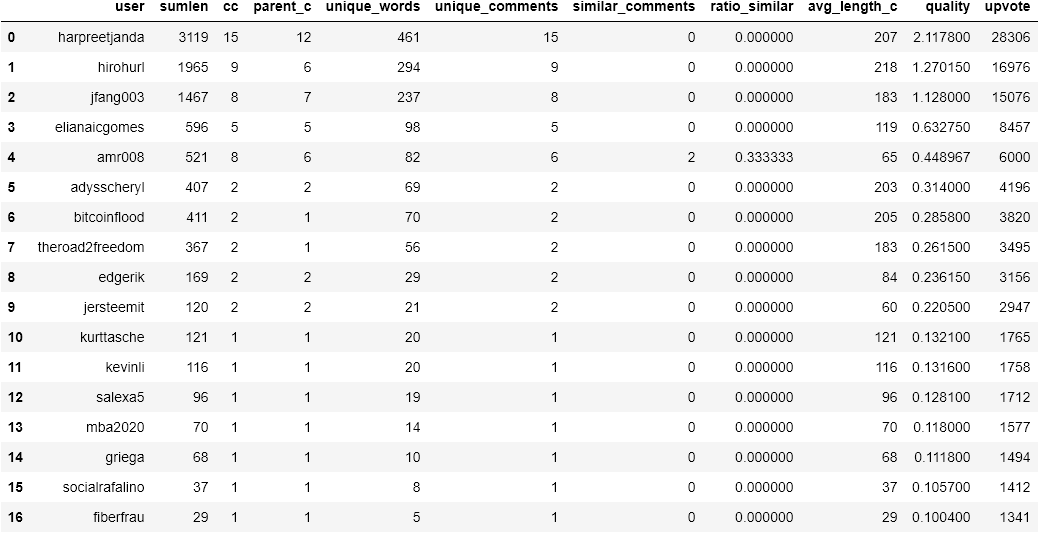 user sumlen cc parent_c unique_words unique_comments similar_comments ratio_similar avg_length_c quality upvote
0 harpreetjanda 3119 15 12 461 15 0 0.000000 207 2.117800 28306
1 hirohurl 1965 9 6 294 9 0 0.000000 218 1.270150 16976
2 jfang003 1467 8 7 237 8 0 0.000000 183 1.128000 15076
3 elianaicgomes 596 5 5 98 5 0 0.000000 119 0.632750 8457
4 amr008 521 8 6 82 6 2 0.333333 65 0.448967 6000
5 adysscheryl 407 2 2 69 2 0 0.000000 203 0.314000 4196
6 bitcoinflood 411 2 1 70 2 0 0.000000 205 0.285800 3820
7 theroad2freedom 367 2 1 56 2 0 0.000000 183 0.261500 3495
8 edgerik 169 2 2 29 2 0 0.000000 84 0.236150 3156
9 jersteemit 120 2 2 21 2 0 0.000000 60 0.220500 2947
10 kurttasche 121 1 1 20 1 0 0.000000 121 0.132100 1765
11 kevinli 116 1 1 20 1 0 0.000000 116 0.131600 1758
12 salexa5 96 1 1 19 1 0 0.000000 96 0.128100 1712
13 mba2020 70 1 1 14 1 0 0.000000 70 0.118000 1577
14 griega 68 1 1 10 1 0 0.000000 68 0.111800 1494
15 socialrafalino 37 1 1 8 1 0 0.000000 37 0.105700 1412
16 fiberfrau 29 1 1 5 1 0 0.000000 29 0.100400 1341